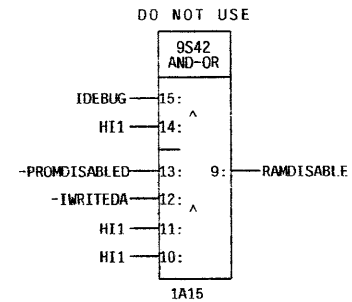 DO NOT USE
9S42
AND-OR
IDEBUG 15:
^
HI1 14:
-PROMDISABLED 13: 9: RAMDISABLE
-IWRITEDA 12:
^
HI1 11:
HI1 10:
1A15